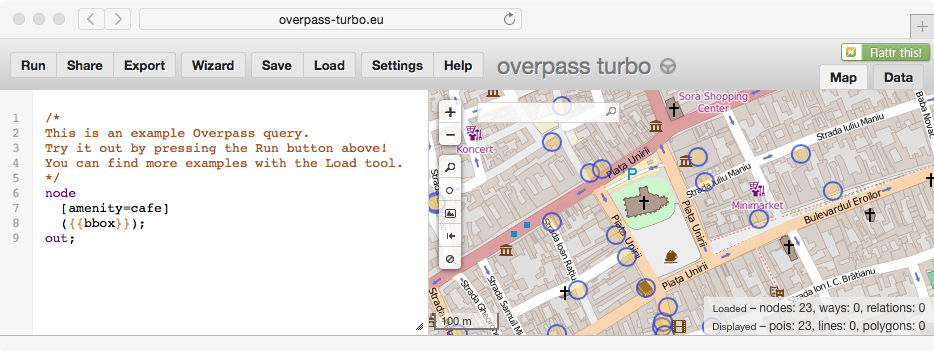 overpass-turbo.eu
Flattr this!
Run Share Export Wizard Save Load Settings Help overpass turbo
Map Data
1 /*
2 This is an example Overpass query.
3 Try it out by pressing the Run button above!
4 You can find more examples with the Load tool.
5 */
6 node
7 [amenity=cafe]
8 ({{bbox}});
9 out;
Sora Shopping
Center
Baba Novac
Koncert
Strada Iuliu Maniu
Piața Unirii
P
Strada Iuliu Maniu
Minimarket
Bulevardul Eroilor
Piața Unirii
Piața Unirii
Strada Ioan Rațiu
Piața Unirii
Strada Ion I. C. Brătianu
Strada Samuil Mi
Strada Gheorg
Strada
100 m
Loaded – nodes: 23, ways: 0, relations: 0
Displayed – pois: 23, lines: 0, polygons: 0